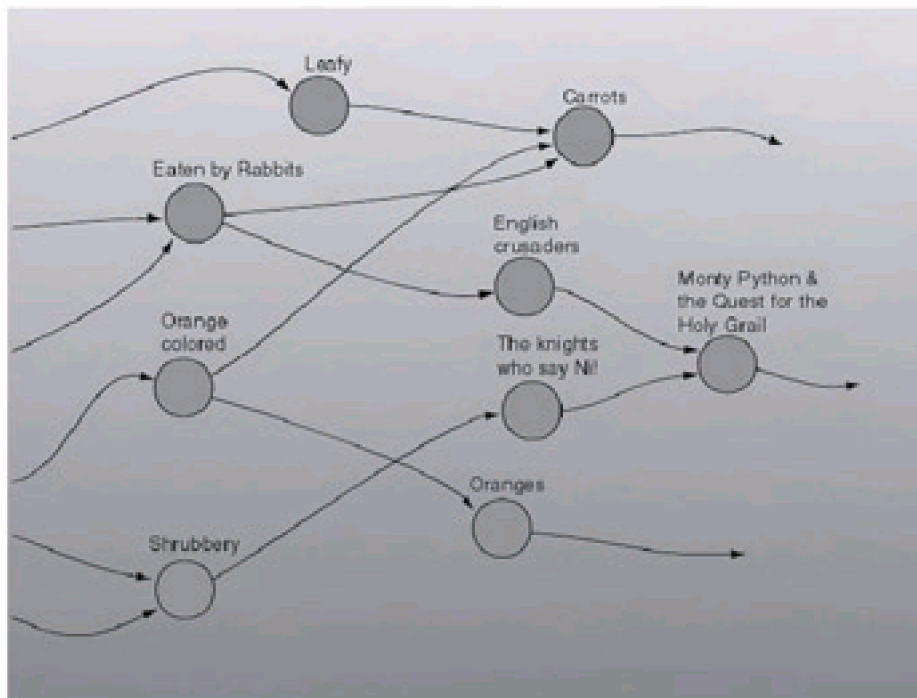 Leafy
Carrots
Eaten by Rabbits
English
crusaders
Monty Python &
the Quest for the
Holy Grail
Orange
colored
The knights
who say Ni!
Oranges
Shrubbery